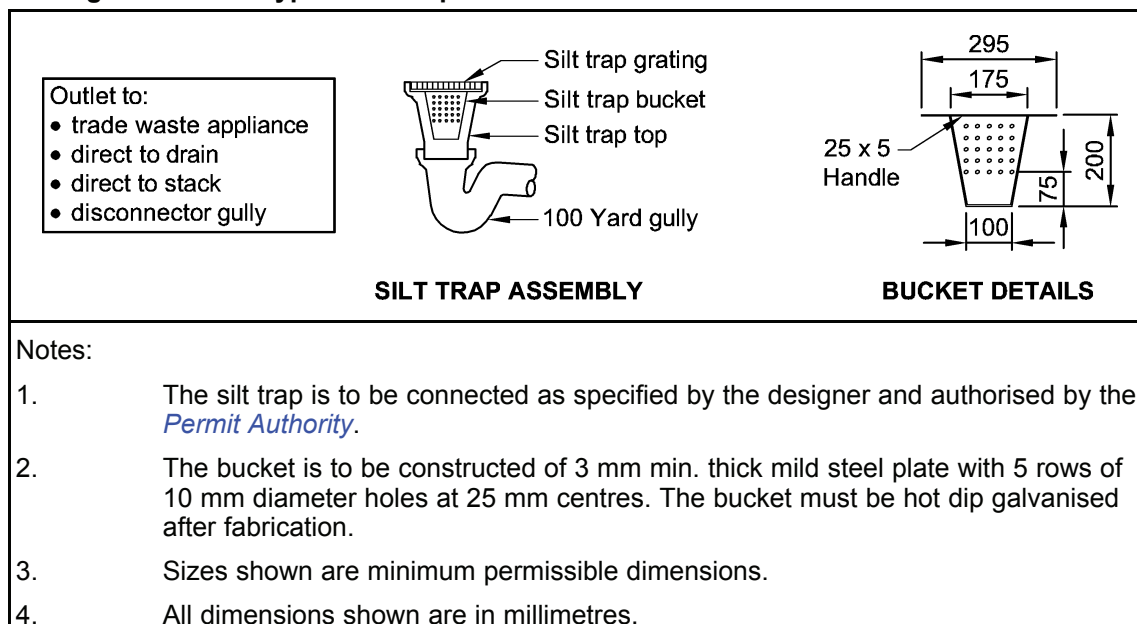 Outlet to:
• trade waste appliance
• direct to drain
• direct to stack
• disconnector gully
Silt trap grating
Silt trap bucket
Silt trap top
100 Yard gully
SILT TRAP ASSEMBLY
295
175
25 x 5
Handle
200
75
100
BUCKET DETAILS
Notes:
1. The silt trap is to be connected as specified by the designer and authorised by the
Permit Authority.
2. The bucket is to be constructed of 3 mm min. thick mild steel plate with 5 rows of
10 mm diameter holes at 25 mm centres. The bucket must be hot dip galvanised
after fabrication.
3. Sizes shown are minimum permissible dimensions.
4. All dimensions shown are in millimetres.